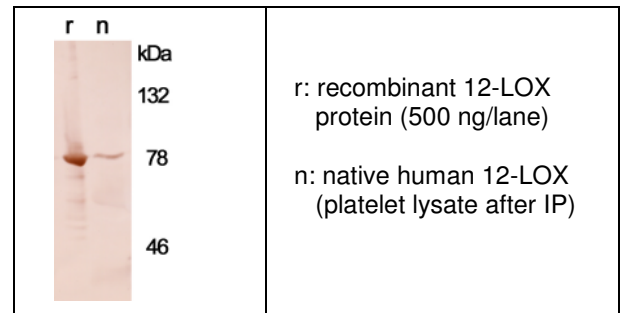 r n
kDa
132
78
46
r: recombinant 12-LOX
protein (500 ng/lane)
n: native human 12-LOX
(platelet lysate after IP)